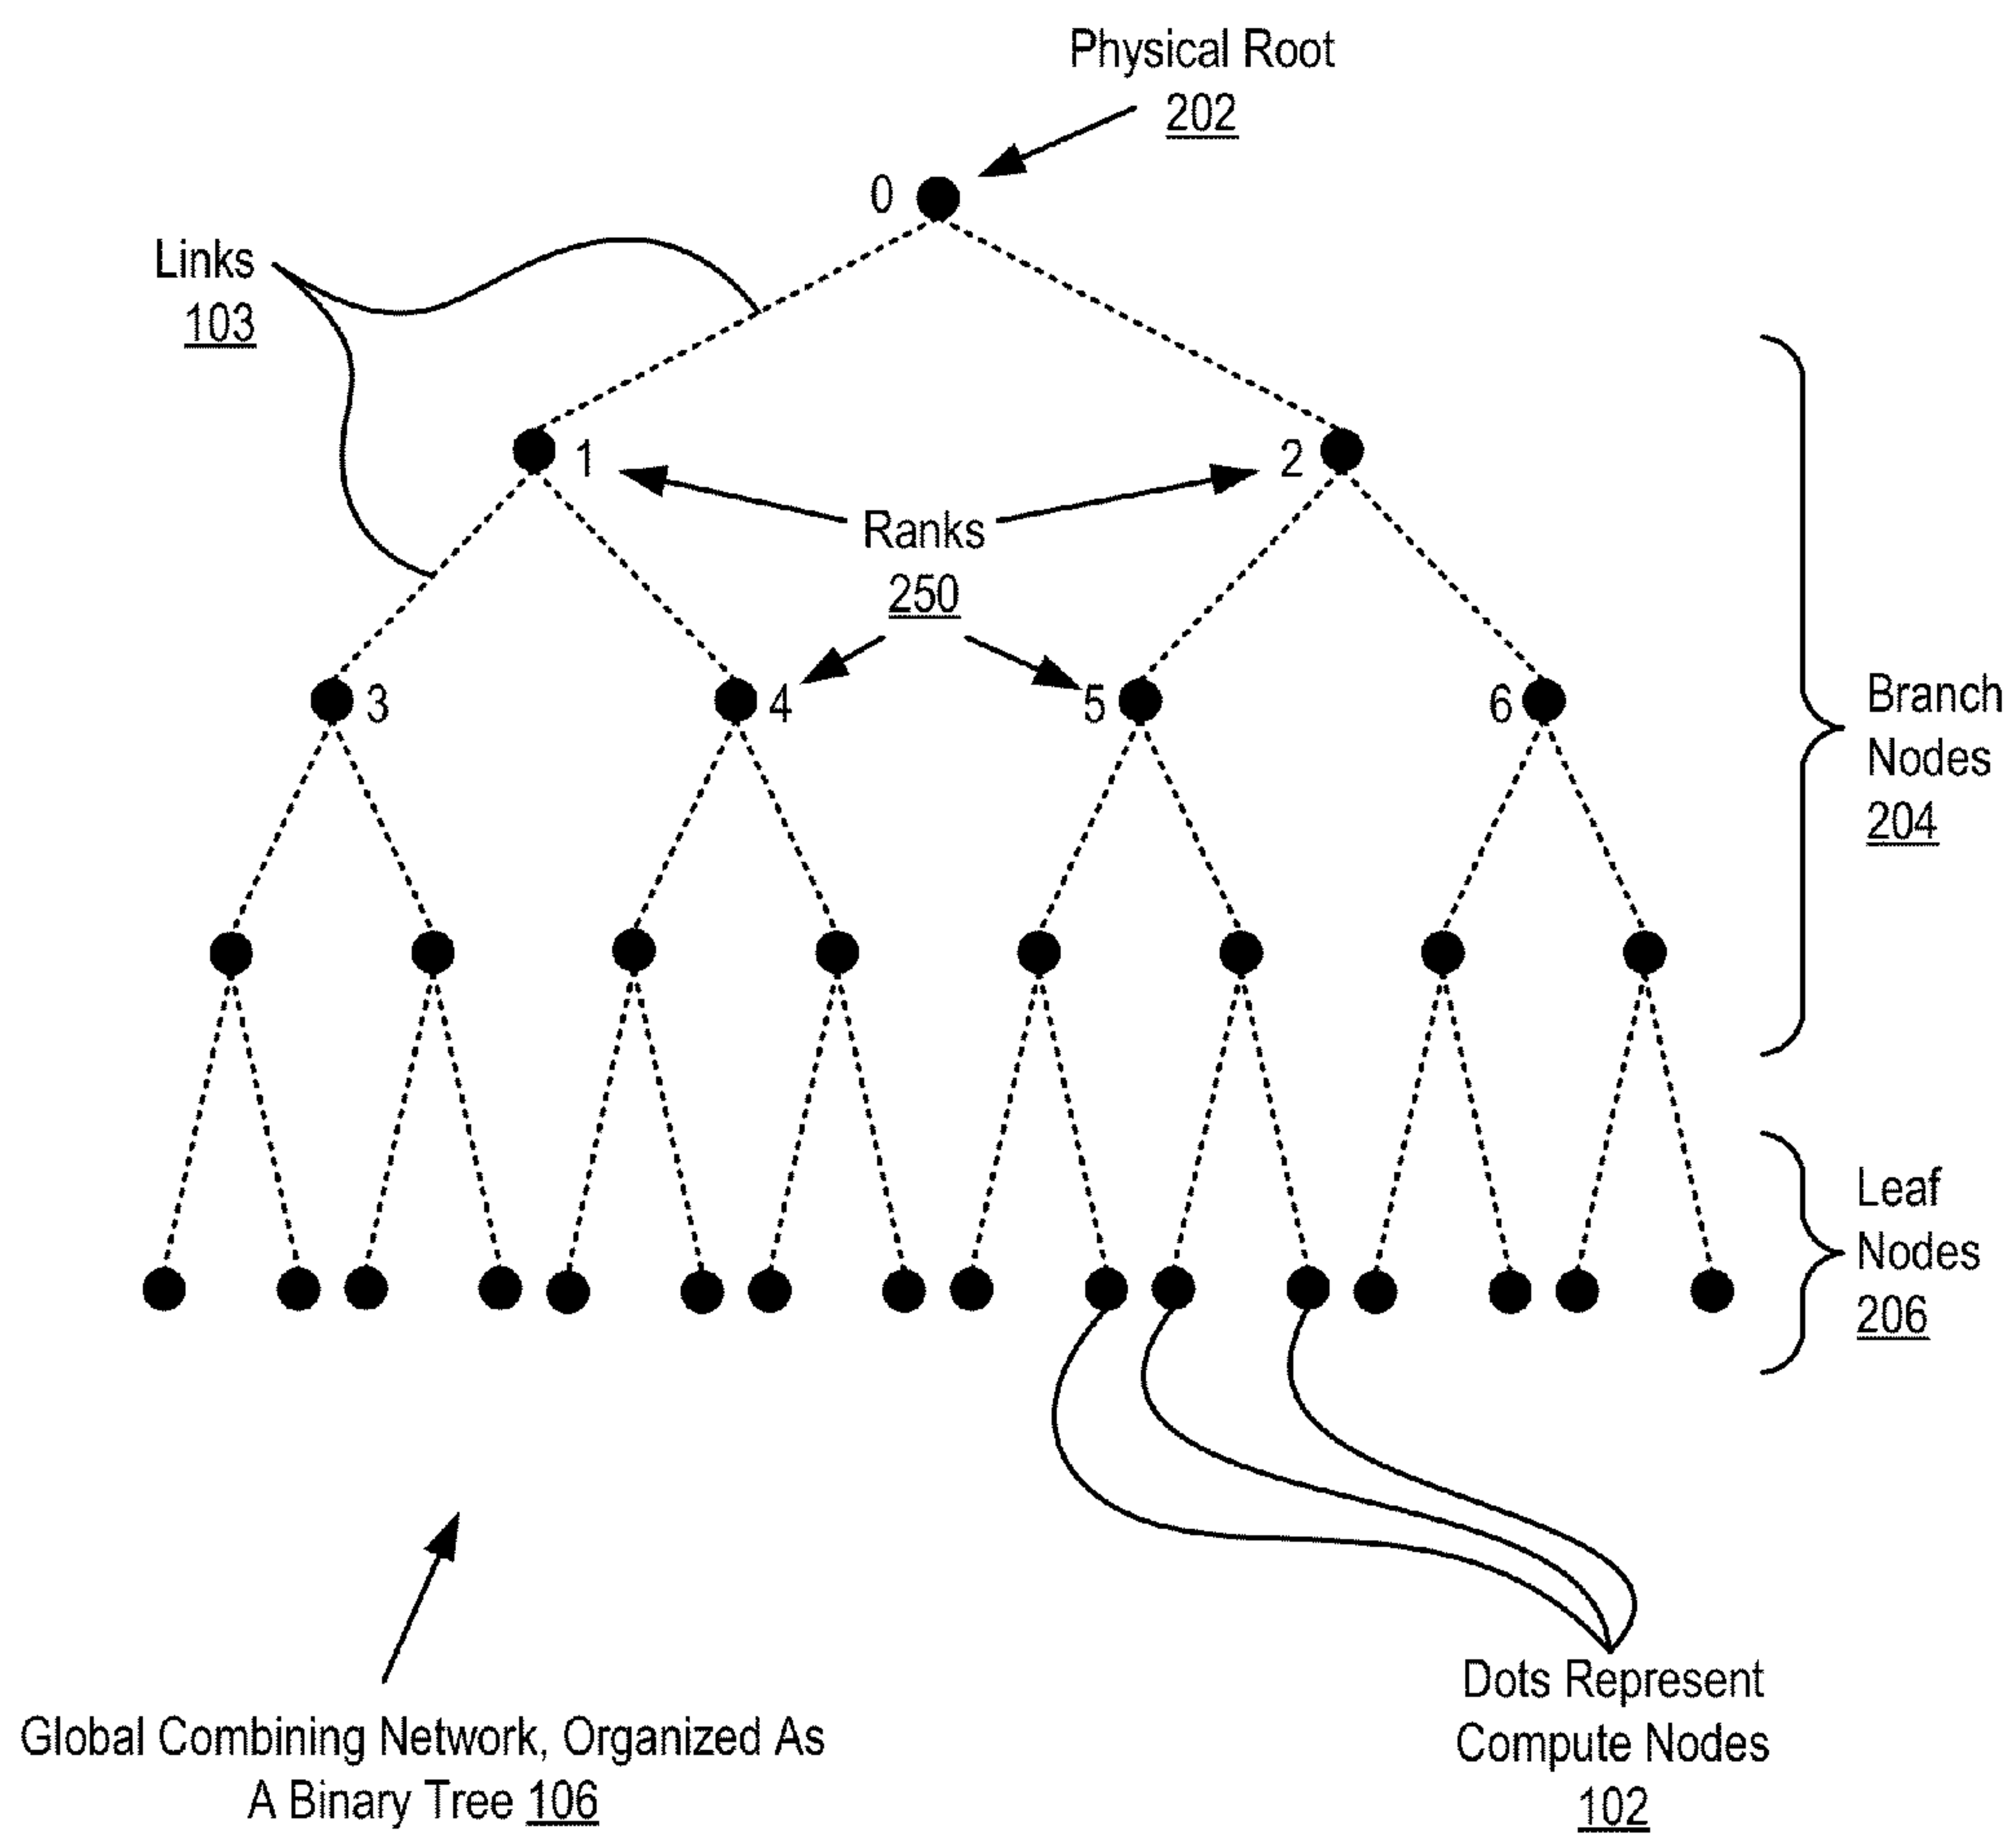 Physical Root
202
0
Links
103
1
2
Ranks
250
3
4
5
6
Branch
Nodes
204
Leaf
Nodes
206
Global Combining Network, Organized As
A Binary Tree 106
Dots Represent
Compute Nodes
102